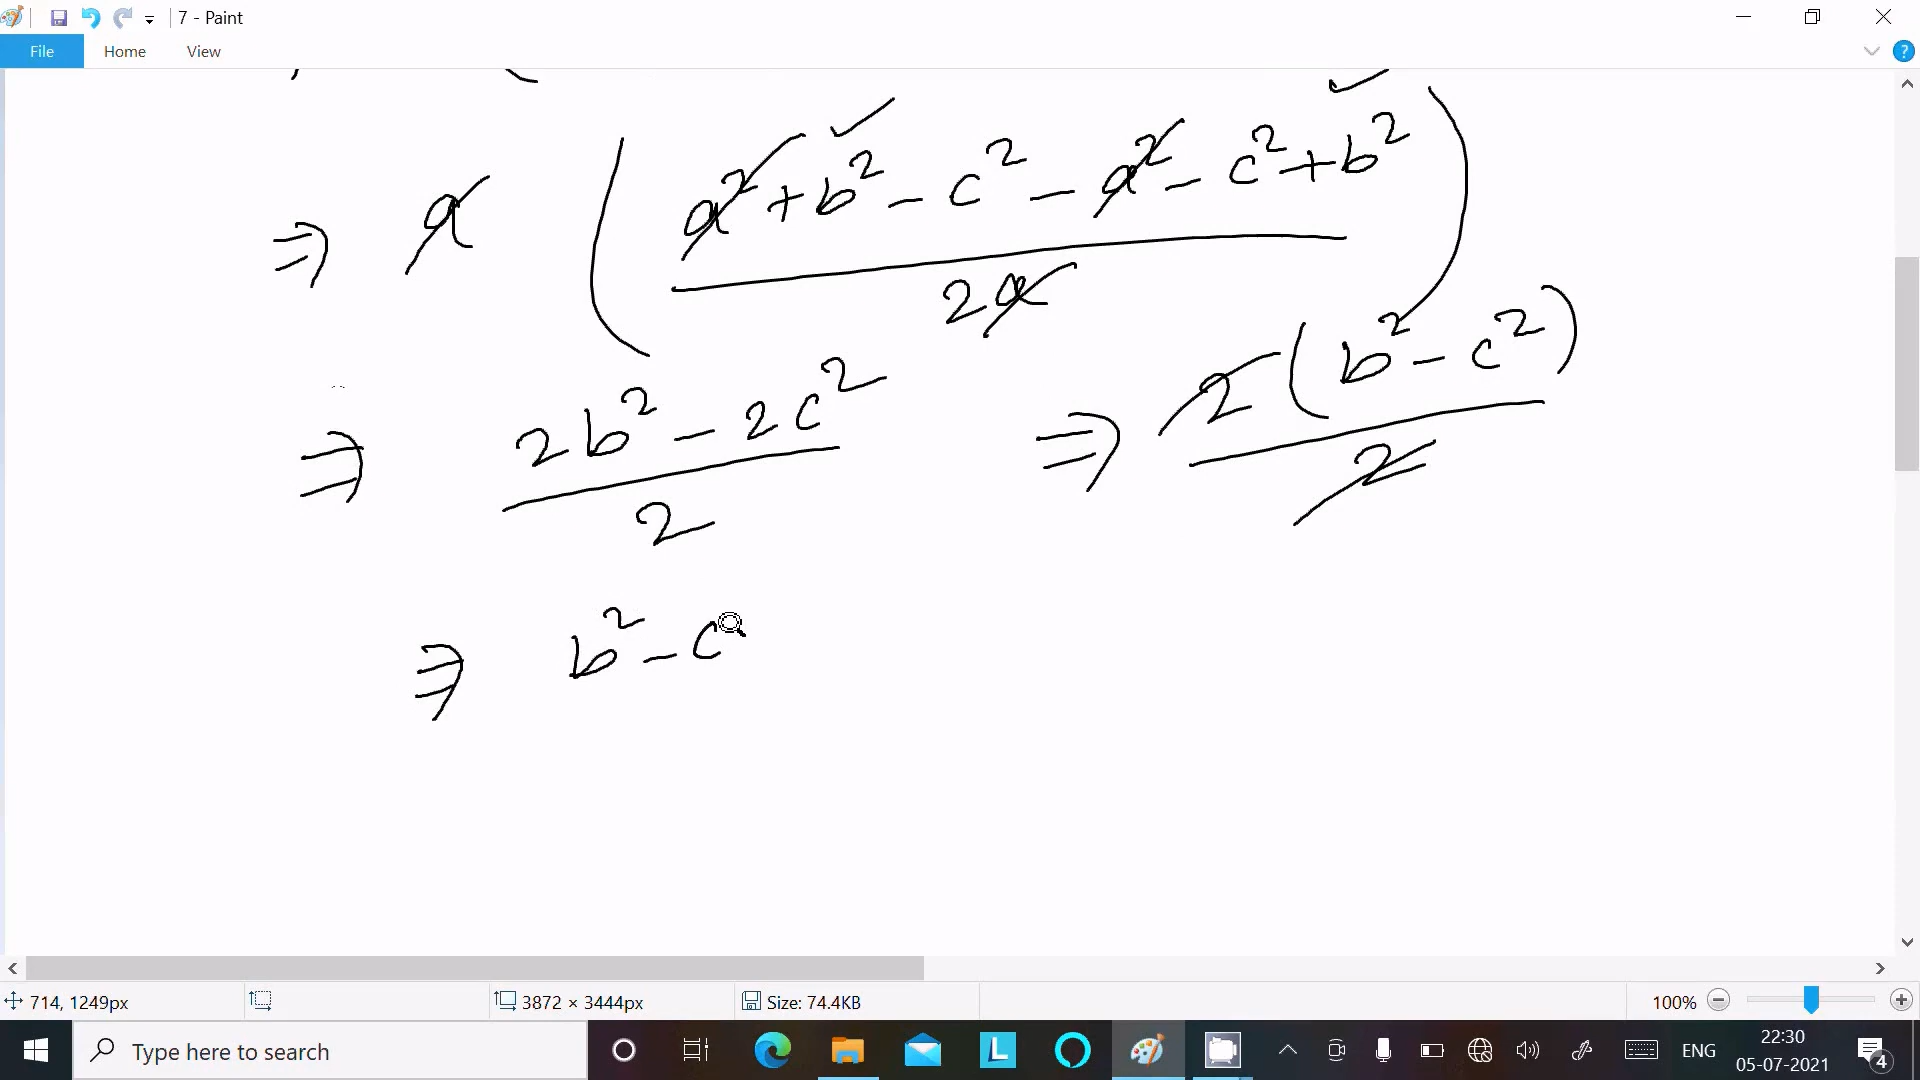 7 - Paint
File Home View
⇒ a ( (a² + b² - c² - a² - c² + b²) / 2a )
⇒ (2b² - 2c²) / 2 ⇒ 2(b² - c²) / 2
⇒ b² - c
714, 1249px 3872 × 3444px Size: 74.4KB 100%
Type here to search L ENG 22:30
05-07-2021 4